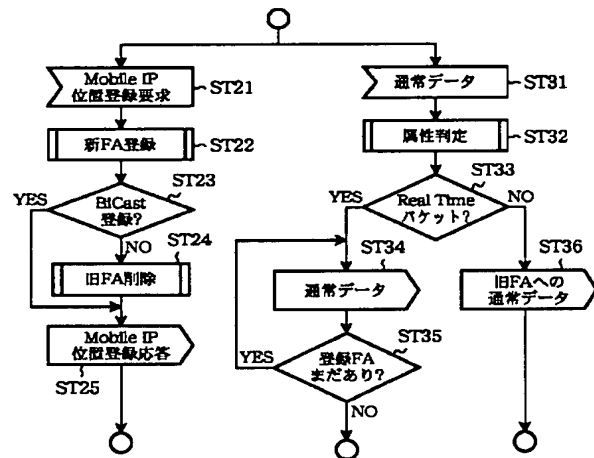 Mobile IP
位置登録要求
ST21
新FA登録
ST22
ST23
YES
BiCast
登録?
NO
ST24
旧FA削除
Mobile IP
位置登録応答
ST25
通常データ
ST31
属性判定
ST32
ST33
YES
Real Time
パケット?
NO
ST34
通常データ
ST35
YES
登録FA
まだあり?
NO
ST36
旧FAへの
通常データ